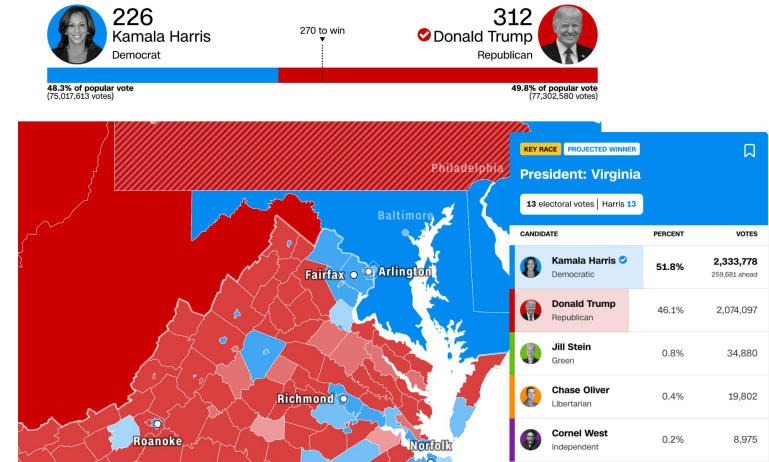 226
Kamala Harris
Democrat
270 to win
312
Donald Trump
Republican
48.3% of popular vote
(75,017,613 votes)
49.8% of popular vote
(77,302,580 votes)
Philadelphia
Baltimore
Fairfax
Arlington
Richmond
Roanoke
Norfolk
KEY RACE PROJECTED WINNER
President: Virginia
13 electoral votes | Harris 13
CANDIDATE PERCENT VOTES
Kamala Harris 51.8% 2,333,778
Democratic 259,681 ahead
Donald Trump 46.1% 2,074,097
Republican
Jill Stein 0.8% 34,880
Green
Chase Oliver 0.4% 19,802
Libertarian
Cornel West 0.2% 8,975
Independent